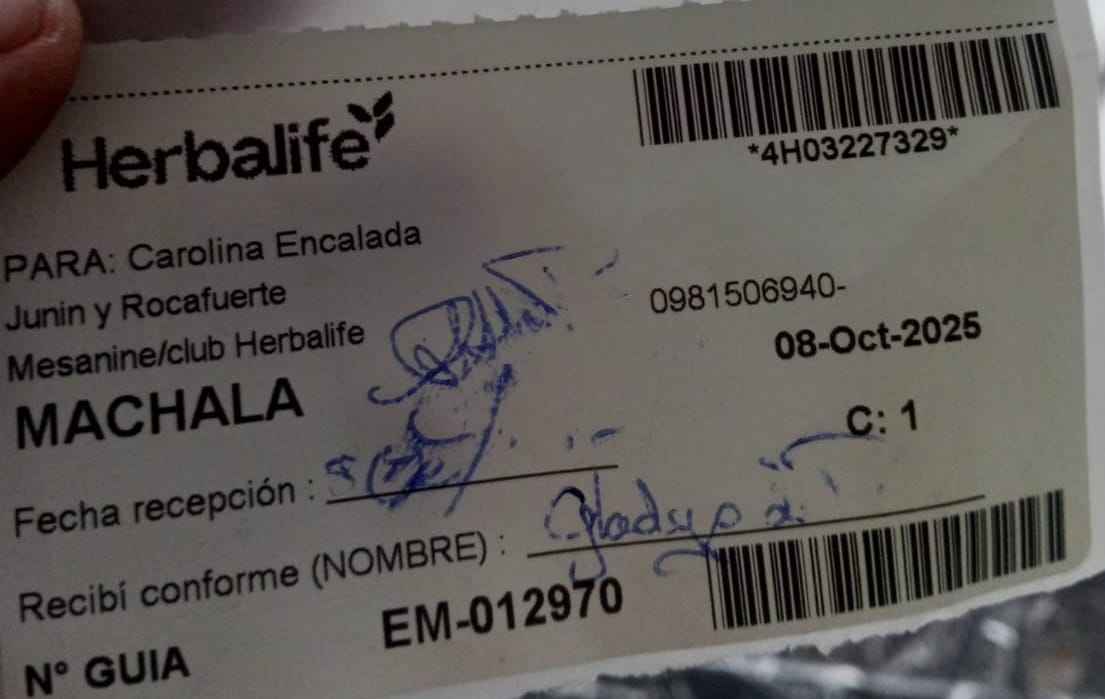 Herbalife
*4H03227329*
PARA: Carolina Encalada
Junin y Rocafuerte
0981506940-
Mesanine/club Herbalife
08-Oct-2025
MACHALA
C: 1
Fecha recepción :
Recibí conforme (NOMBRE) : Gladys
N° GUIA EM-012970